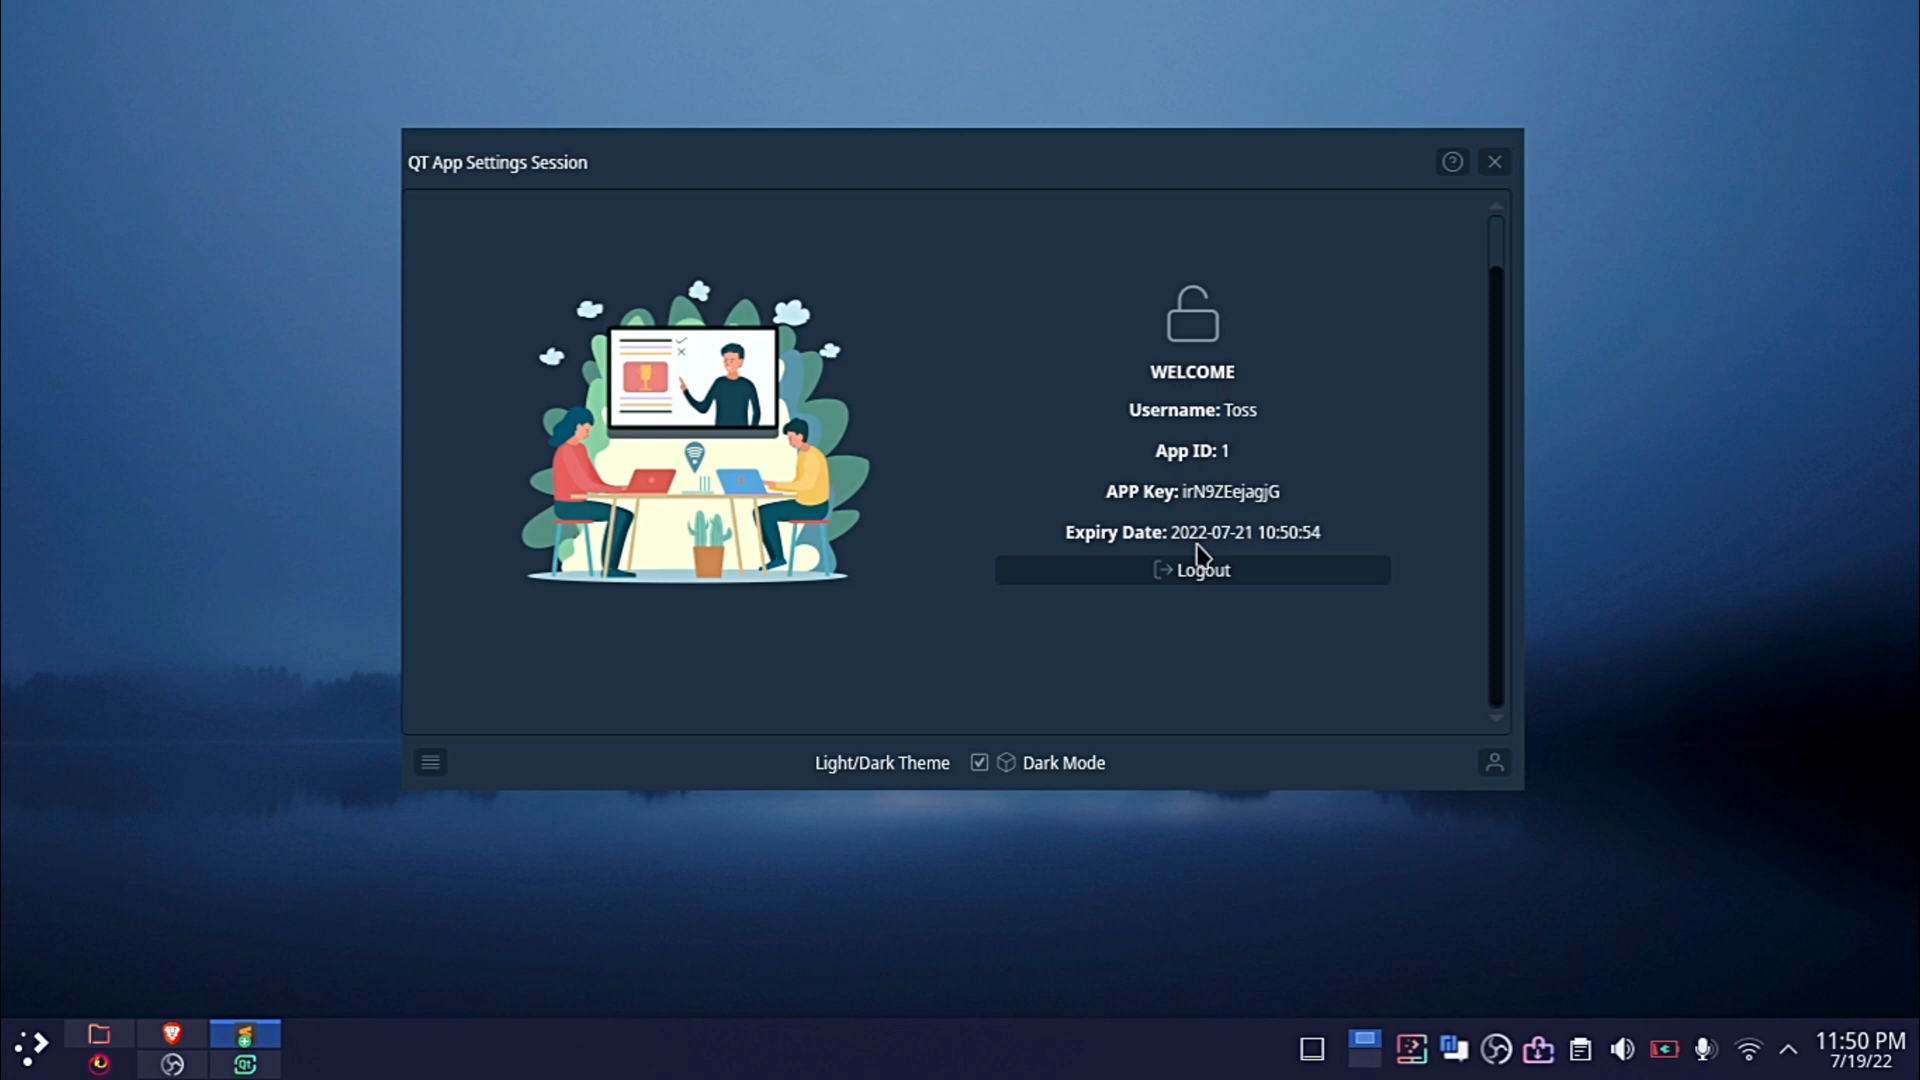 QT App Settings Session
WELCOME
Username: Toss
App ID: 1
APP Key: irN9ZEejagjG
Expiry Date: 2022-07-21 10:50:54
Logout
Light/Dark Theme
Dark Mode
Qt
11:50 PM
7/19/22